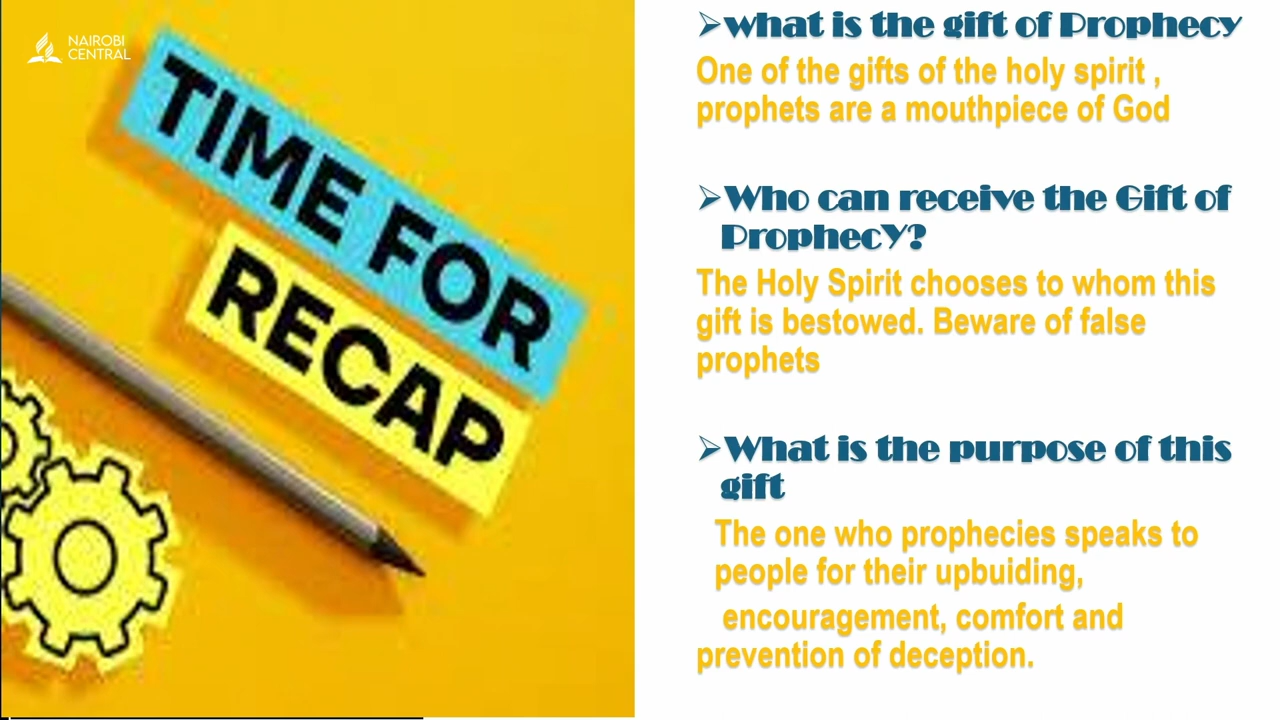 NAIROBI
CENTRAL
TIME FOR
RECAP
➢what is the gift of Prophecy
One of the gifts of the holy spirit ,
prophets are a mouthpiece of God
➢Who can receive the Gift of
ProphecY?
The Holy Spirit chooses to whom this
gift is bestowed. Beware of false
prophets
➢What is the purpose of this
gift
The one who prophecies speaks to
people for their upbuiding,
encouragement, comfort and
prevention of deception.